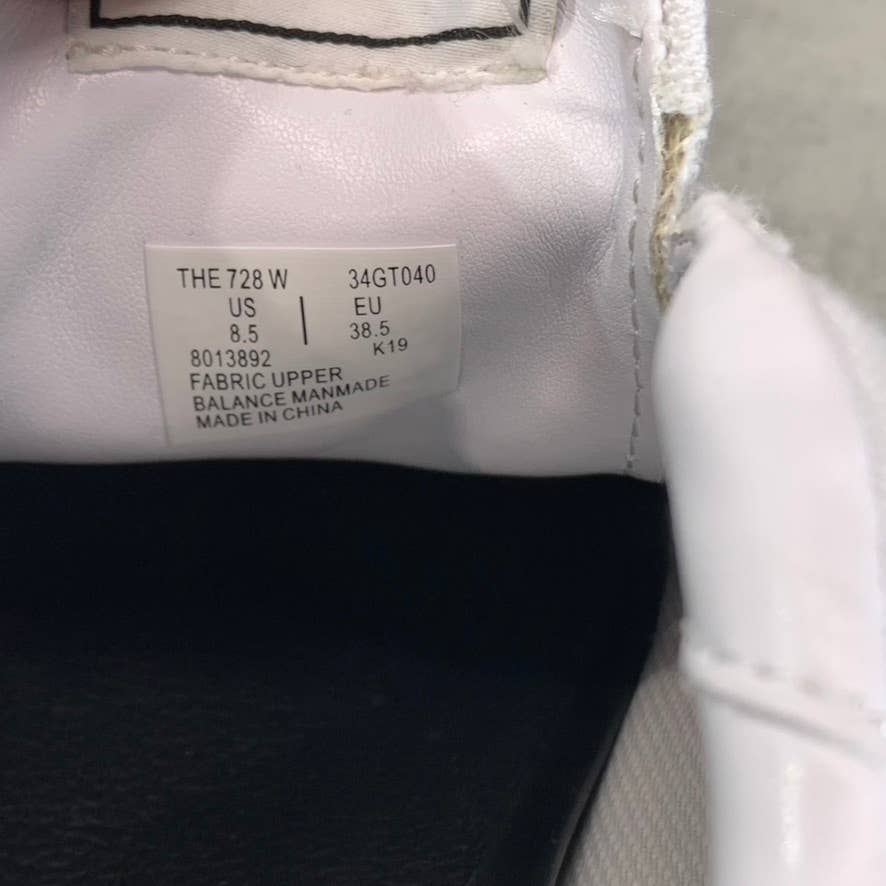 THE 728 W 34GT040
US | EU
8.5 38.5
8013892 K19
FABRIC UPPER
BALANCE MANMADE
MADE IN CHINA